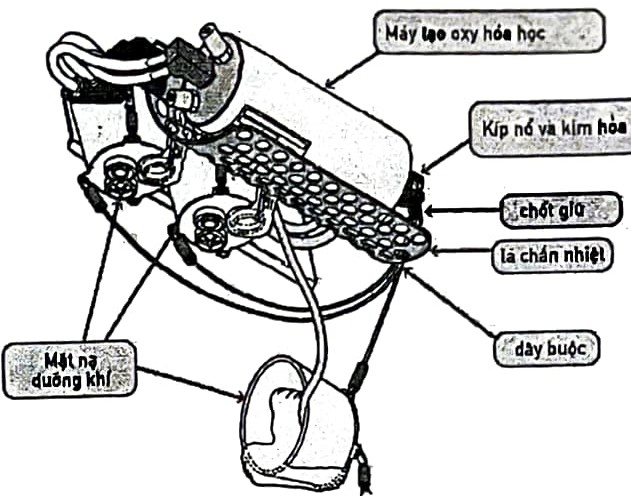 Máy tạo oxy hóa học
Kíp nổ và kim hỏa
chốt giữ
lá chắn nhiệt
dây buộc
Mặt nạ
dưỡng khí